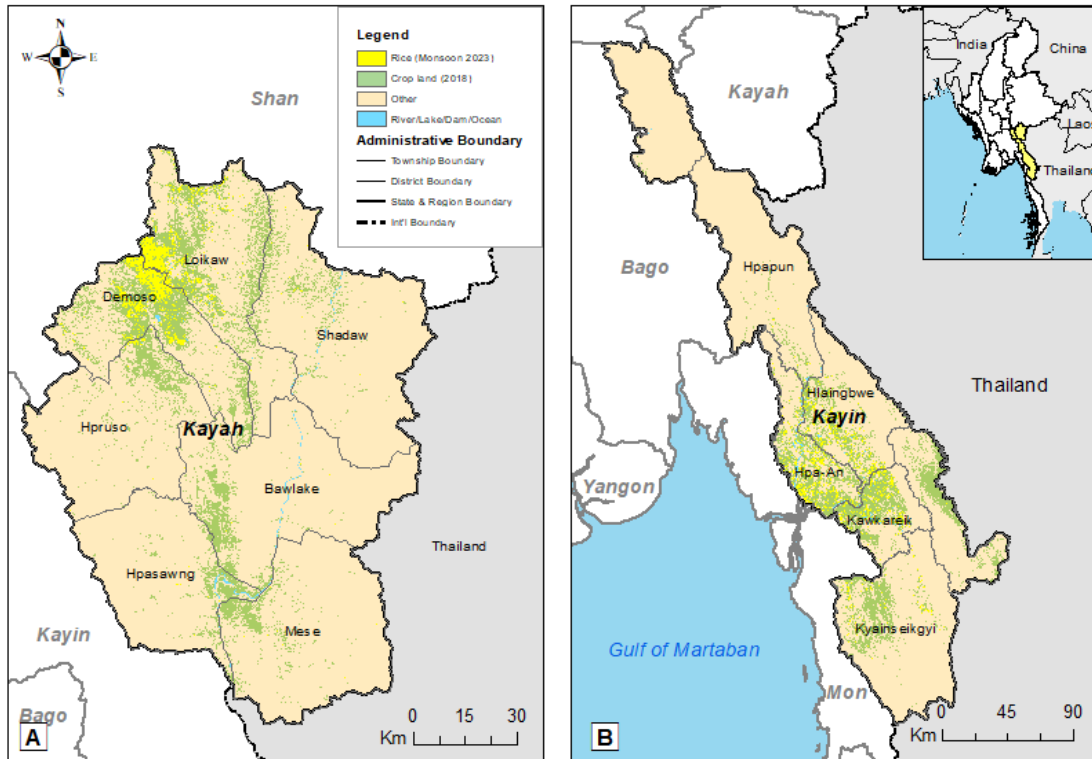 N
W E
S
Legend
Rice (Monsoon 2023)
Crop land (2018)
Other
River/Lake/Dam/Ocean
Administrative Boundary
Township Boundary
District Boundary
State & Region Boundary
Int'l Boundary
Shan
Loikaw
Demoso
Shadaw
Hpruso
Kayah
Bawlake
Thailand
Hpasawng
Mese
Kayin
Bago
0 15 30
Km
A
India
China
Laos
Thailand
Kayah
Bago
Hpapun
Thailand
Hlaingbwe
Kayin
Hpa-An
Yangon
Kawkareik
Kyainseikgyi
Gulf of Martaban
Mon
0 45 90
Km
B